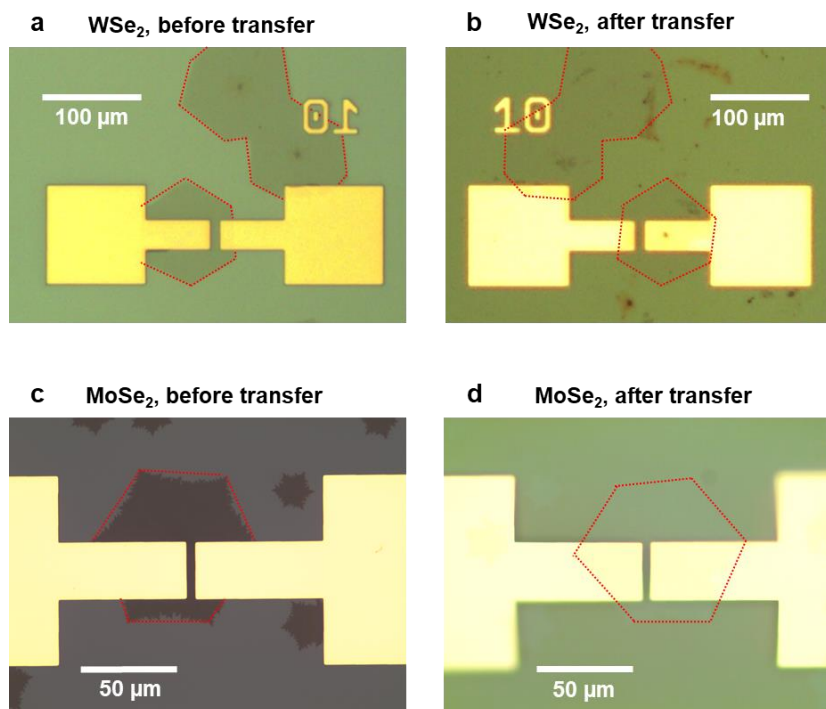 a WSe₂, before transfer
100 µm
10
b WSe₂, after transfer
10
100 µm
c MoSe₂, before transfer
50 µm
d MoSe₂, after transfer
50 µm